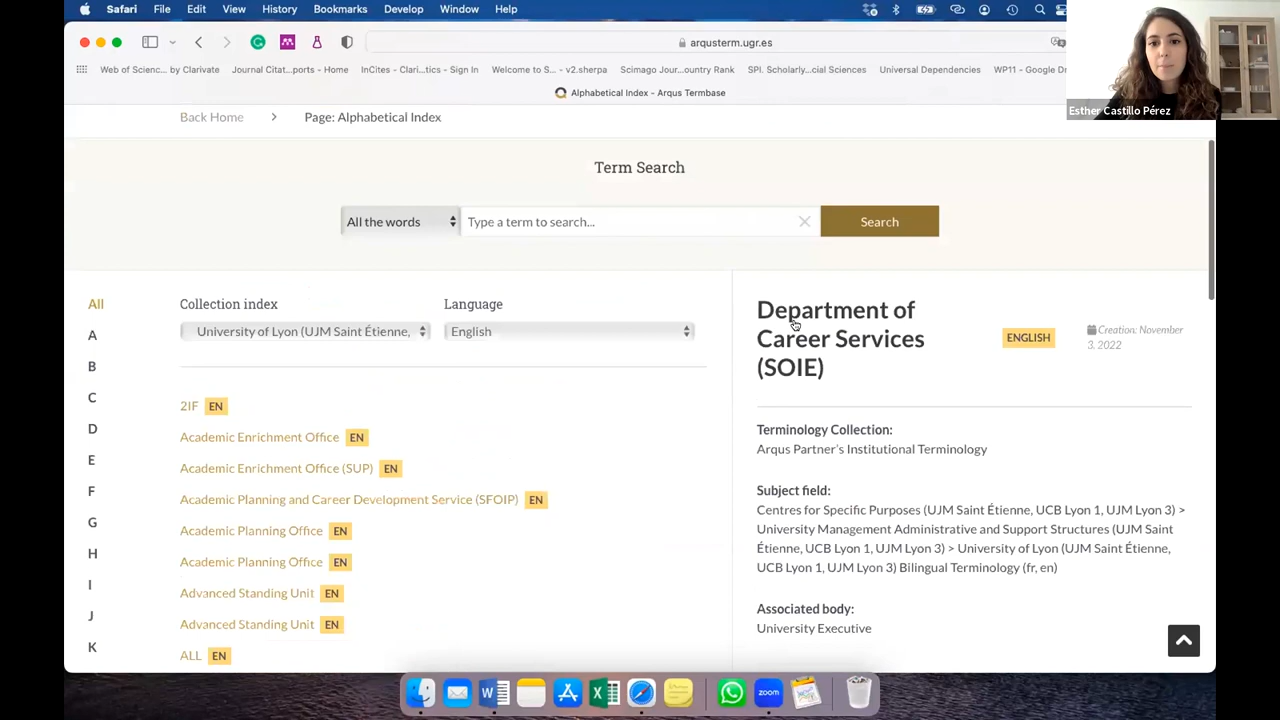 Safari File Edit View History Bookmarks Develop Window Help
arqusterm.ugr.es
Web of Scienc...by Clarivate Journal Citat...ports - Home InCites - Clari...tics - Sign In Welcome to S... - v2.sherpa Scimago Jour...ountry Rank SPI. Scholarly...cial Sciences Universal Dependencies WP11 - Google Dr
Alphabetical Index - Arqus Termbase
Esther Castillo Pérez
Back Home > Page: Alphabetical Index
Term Search
All the words Type a term to search... Search
All
A
B
C
D
E
F
G
H
I
J
K
Collection index Language
University of Lyon (UJM Saint Étienne, English
2IF EN
Academic Enrichment Office EN
Academic Enrichment Office (SUP) EN
Academic Planning and Career Development Service (SFOIP) EN
Academic Planning Office EN
Academic Planning Office EN
Advanced Standing Unit EN
Advanced Standing Unit EN
ALL EN
Department of
Career Services
(SOIE)
ENGLISH
Creation: November
3, 2022
Terminology Collection:
Arqus Partner's Institutional Terminology
Subject field:
Centres for Specific Purposes (UJM Saint Étienne, UCB Lyon 1, UJM Lyon 3) >
University Management Administrative and Support Structures (UJM Saint
Étienne, UCB Lyon 1, UJM Lyon 3) > University of Lyon (UJM Saint Étienne,
UCB Lyon 1, UJM Lyon 3) Bilingual Terminology (fr, en)
Associated body:
University Executive
zoom